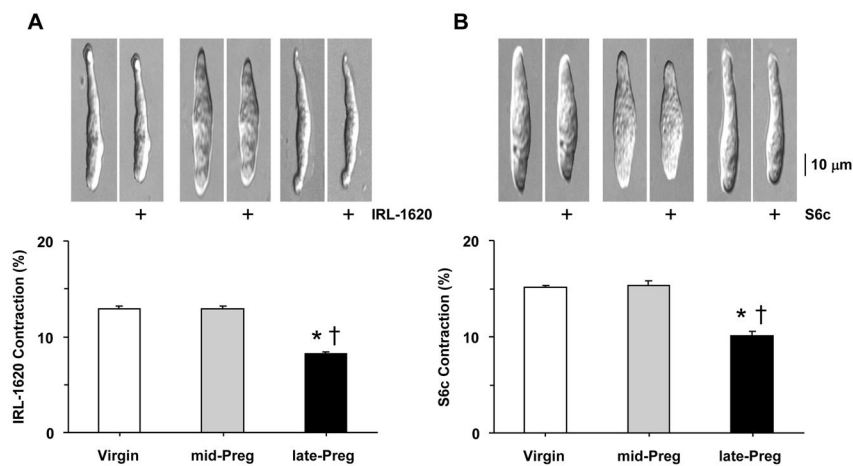 A
B
10 μm
+ + + IRL-1620
+ + + S6c
IRL-1620 Contraction (%)
20
10
0
* †
Virgin mid-Preg late-Preg
S6c Contraction (%)
20
10
0
* †
Virgin mid-Preg late-Preg